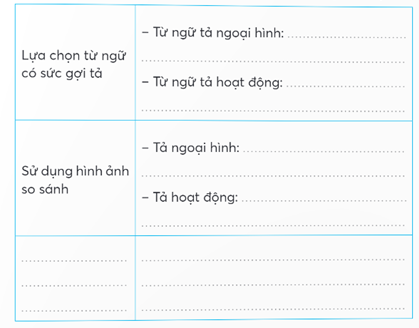 Lựa chọn từ ngữ
có sức gợi tả
– Từ ngữ tả ngoại hình:
– Từ ngữ tả hoạt động:
Sử dụng hình ảnh
so sánh
– Tả ngoại hình:
– Tả hoạt động: